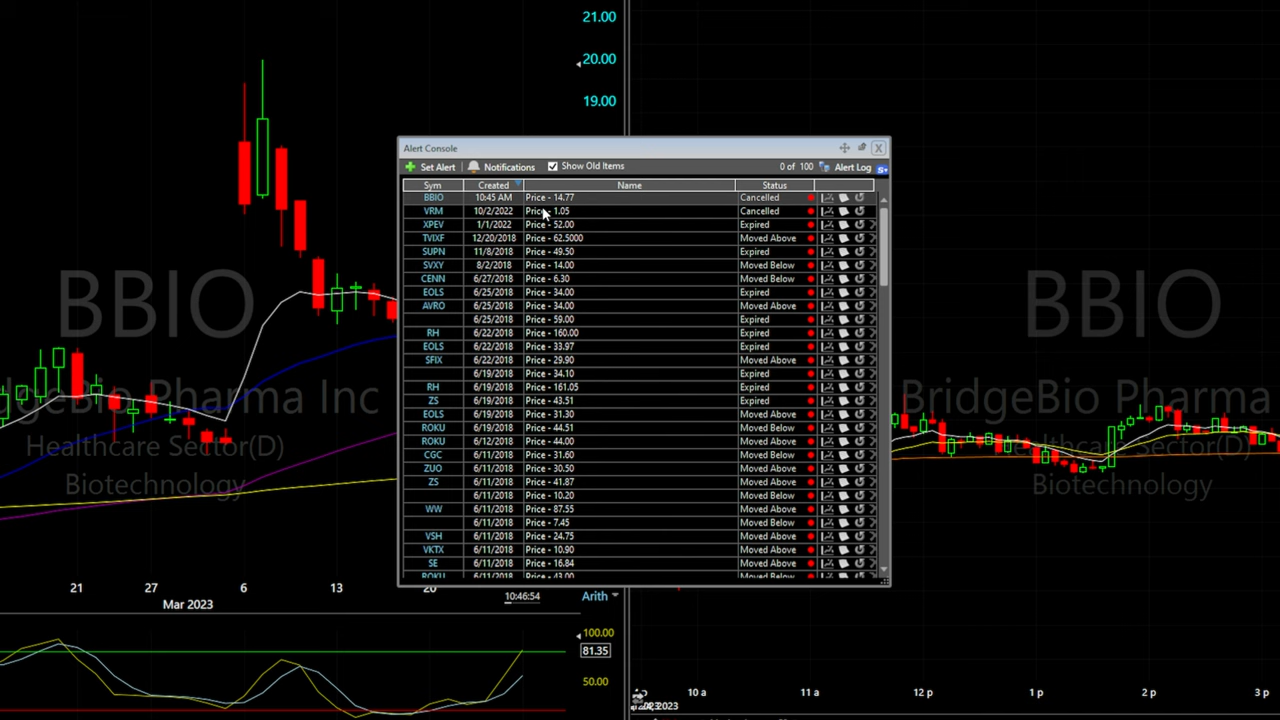 21.00
20.00
19.00
BBIO
BridgeBio Pharma Inc
Healthcare Sector(D)
Biotechnology
21 27 6 13 20
Mar 2023
10:46:54
Arith
100.00
81.35
50.00
Alert Console
Set Alert Notifications Show Old Items 0 of 100 Alert Log
Sym Created Name Status
BBIO 10:45 AM Price - 14.77 Cancelled
VRM 10/2/2022 Price - 1.05 Cancelled
XPEV 1/1/2022 Price - 52.00 Expired
TVIXF 12/20/2018 Price - 62.5000 Moved Above
SUPN 11/8/2018 Price - 49.50 Expired
SVXY 8/2/2018 Price - 14.00 Moved Below
CENN 6/27/2018 Price - 6.30 Moved Below
EOLS 6/25/2018 Price - 34.00 Expired
AVRO 6/25/2018 Price - 34.00 Moved Above
6/25/2018 Price - 59.00 Expired
RH 6/22/2018 Price - 160.00 Expired
EOLS 6/22/2018 Price - 33.97 Expired
SFIX 6/22/2018 Price - 29.90 Moved Above
6/19/2018 Price - 34.10 Expired
RH 6/19/2018 Price - 161.05 Expired
ZS 6/19/2018 Price - 43.51 Expired
EOLS 6/19/2018 Price - 31.30 Moved Above
ROKU 6/19/2018 Price - 44.51 Moved Below
ROKU 6/12/2018 Price - 44.00 Moved Above
CGC 6/11/2018 Price - 31.60 Moved Below
ZUO 6/11/2018 Price - 30.50 Moved Above
ZS 6/11/2018 Price - 41.87 Moved Above
6/11/2018 Price - 10.20 Moved Below
WW 6/11/2018 Price - 87.55 Moved Above
6/11/2018 Price - 7.45 Moved Below
VSH 6/11/2018 Price - 24.75 Moved Above
VKTX 6/11/2018 Price - 10.90 Moved Above
SE 6/11/2018 Price - 16.84 Moved Above
ROKU 6/11/2018 Price - 43.00 Moved Below
BBIO
BridgeBio Pharma
Healthcare Sector(D)
Biotechnology
10 a 11 a 12 p 1 p 2 p 3 p